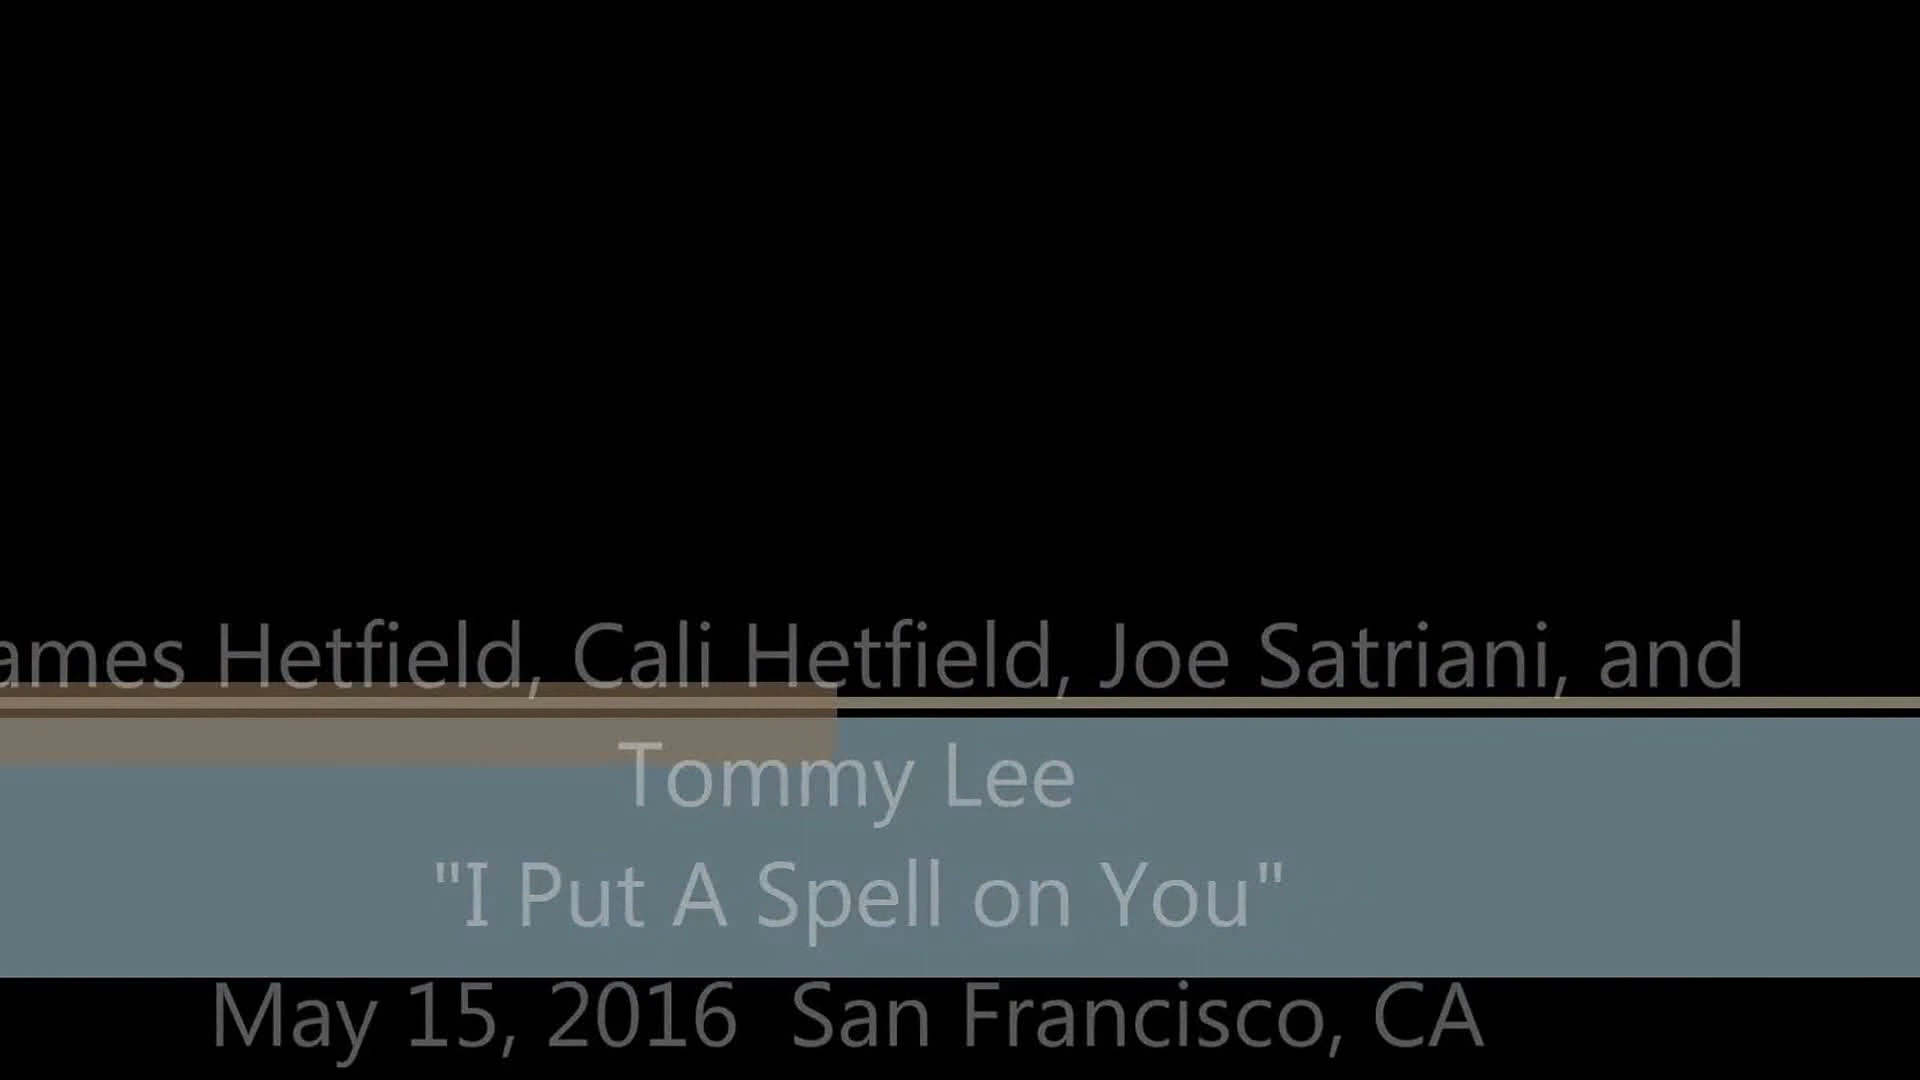 ames Hetfield, Cali Hetfield, Joe Satriani, and
Tommy Lee
"I Put A Spell on You"
May 15, 2016  San Francisco, CA